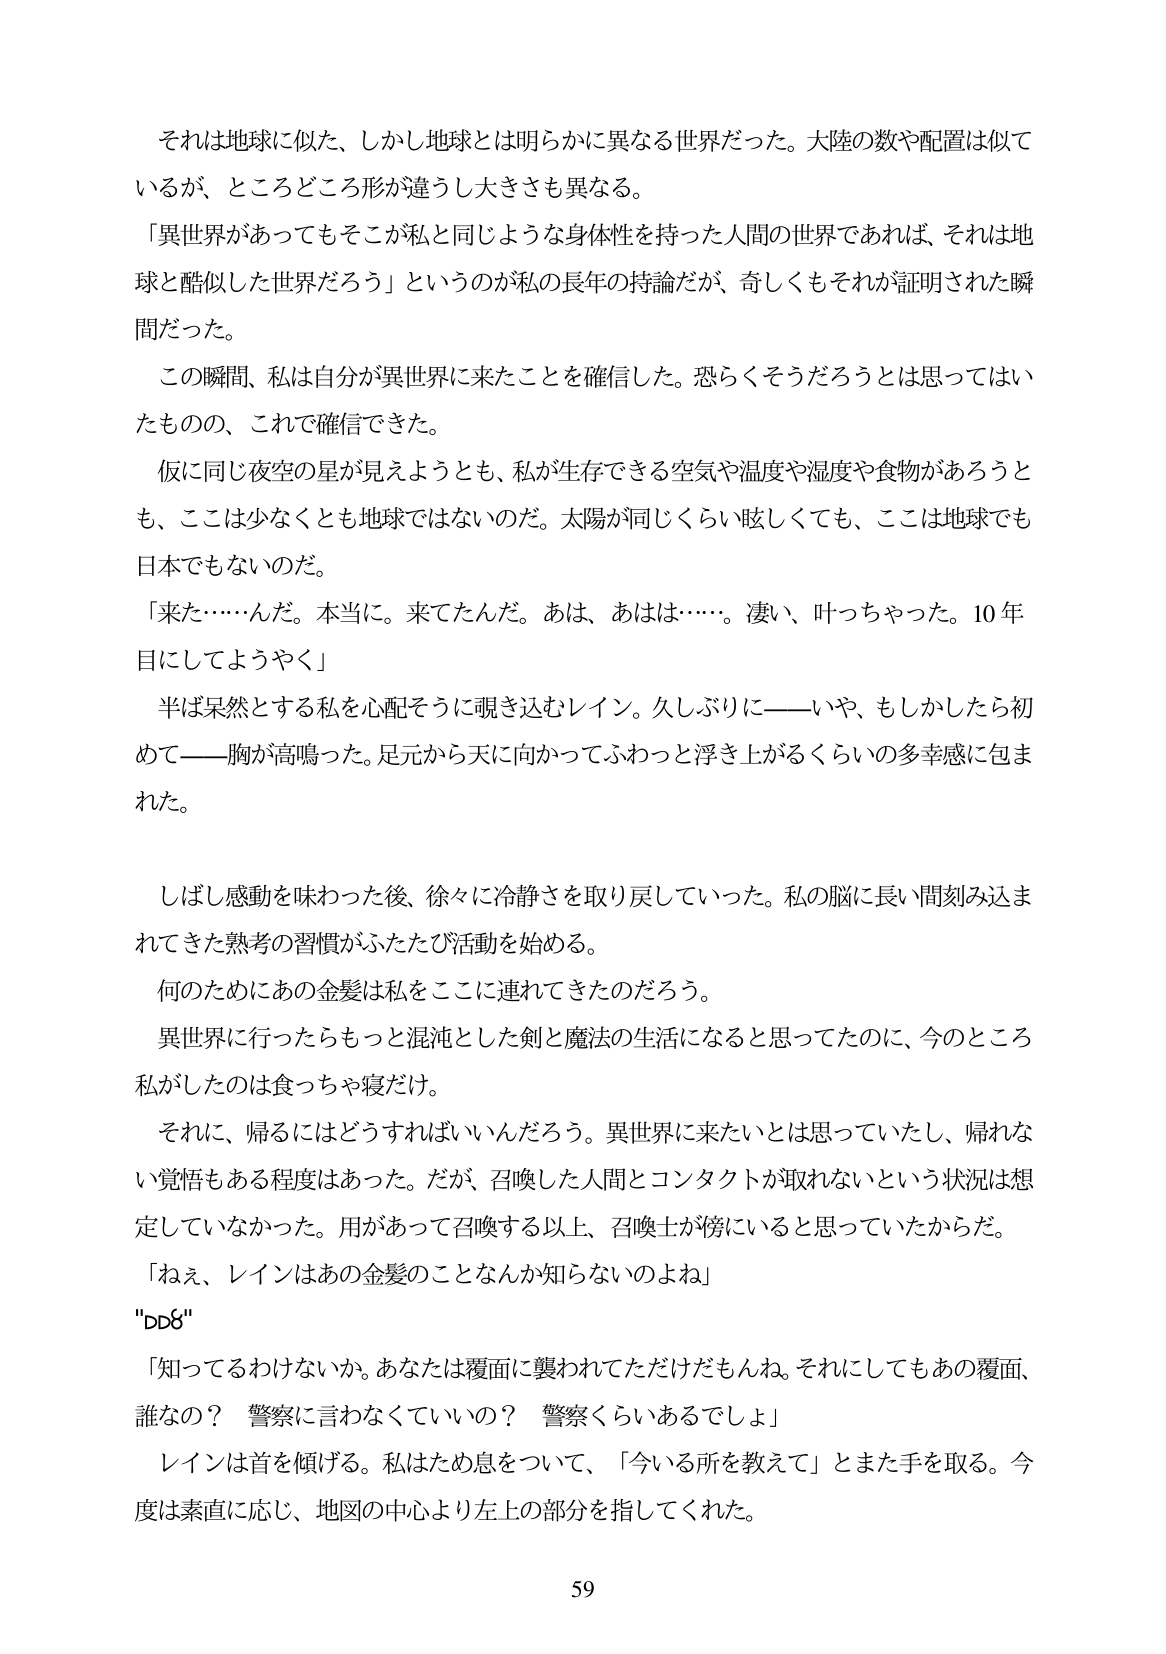 それは地球に似た、しかし地球とは明らかに異なる世界だった。大陸の数や配置は似て
いるが、ところどころ形が違うし大きさも異なる。
「異世界があってもそこが私と同じような身体性を持った人間の世界であれば、それは地
球と酷似した世界だろう」というのが私の長年の持論だが、奇しくもそれが証明された瞬
間だった。
この瞬間、私は自分が異世界に来たことを確信した。恐らくそうだろうとは思ってはい
たものの、これで確信できた。
仮に同じ夜空の星が見えようとも、私が生存できる空気や温度や湿度や食物があろうと
も、ここは少なくとも地球ではないのだ。太陽が同じくらい眩しくても、ここは地球でも
日本でもないのだ。
「来た……んだ。本当に。来てたんだ。あは、あはは……。凄い、叶っちゃった。10 年
目にしてようやく」
半ば呆然とする私を心配そうに覗き込むレイン。久しぶりに――いや、もしかしたら初
めて――胸が高鳴った。足元から天に向かってふわっと浮き上がるくらいの多幸感に包ま
れた。
しばし感動を味わった後、徐々に冷静さを取り戻していった。私の脳に長い間刻み込ま
れてきた熟考の習慣がふたたび活動を始める。
何のためにあの金髪は私をここに連れてきたのだろう。
異世界に行ったらもっと混沌とした剣と魔法の生活になると思ってたのに、今のところ
私がしたのは食っちゃ寝だけ。
それに、帰るにはどうすればいいんだろう。異世界に来たいとは思っていたし、帰れな
い覚悟もある程度はあった。だが、召喚した人間とコンタクトが取れないという状況は想
定していなかった。用があって召喚する以上、召喚士が傍にいると思っていたからだ。
「ねぇ、レインはあの金髪のことなんか知らないのよね」
「知ってるわけないか。あなたは覆面に襲われてただけだもんね。それにしてもあの覆面、
誰なの？　警察に言わなくていいの？　警察くらいあるでしょ」
レインは首を傾げる。私はため息をついて、「今いる所を教えて」とまた手を取る。今
度は素直に応じ、地図の中心より左上の部分を指してくれた。
59